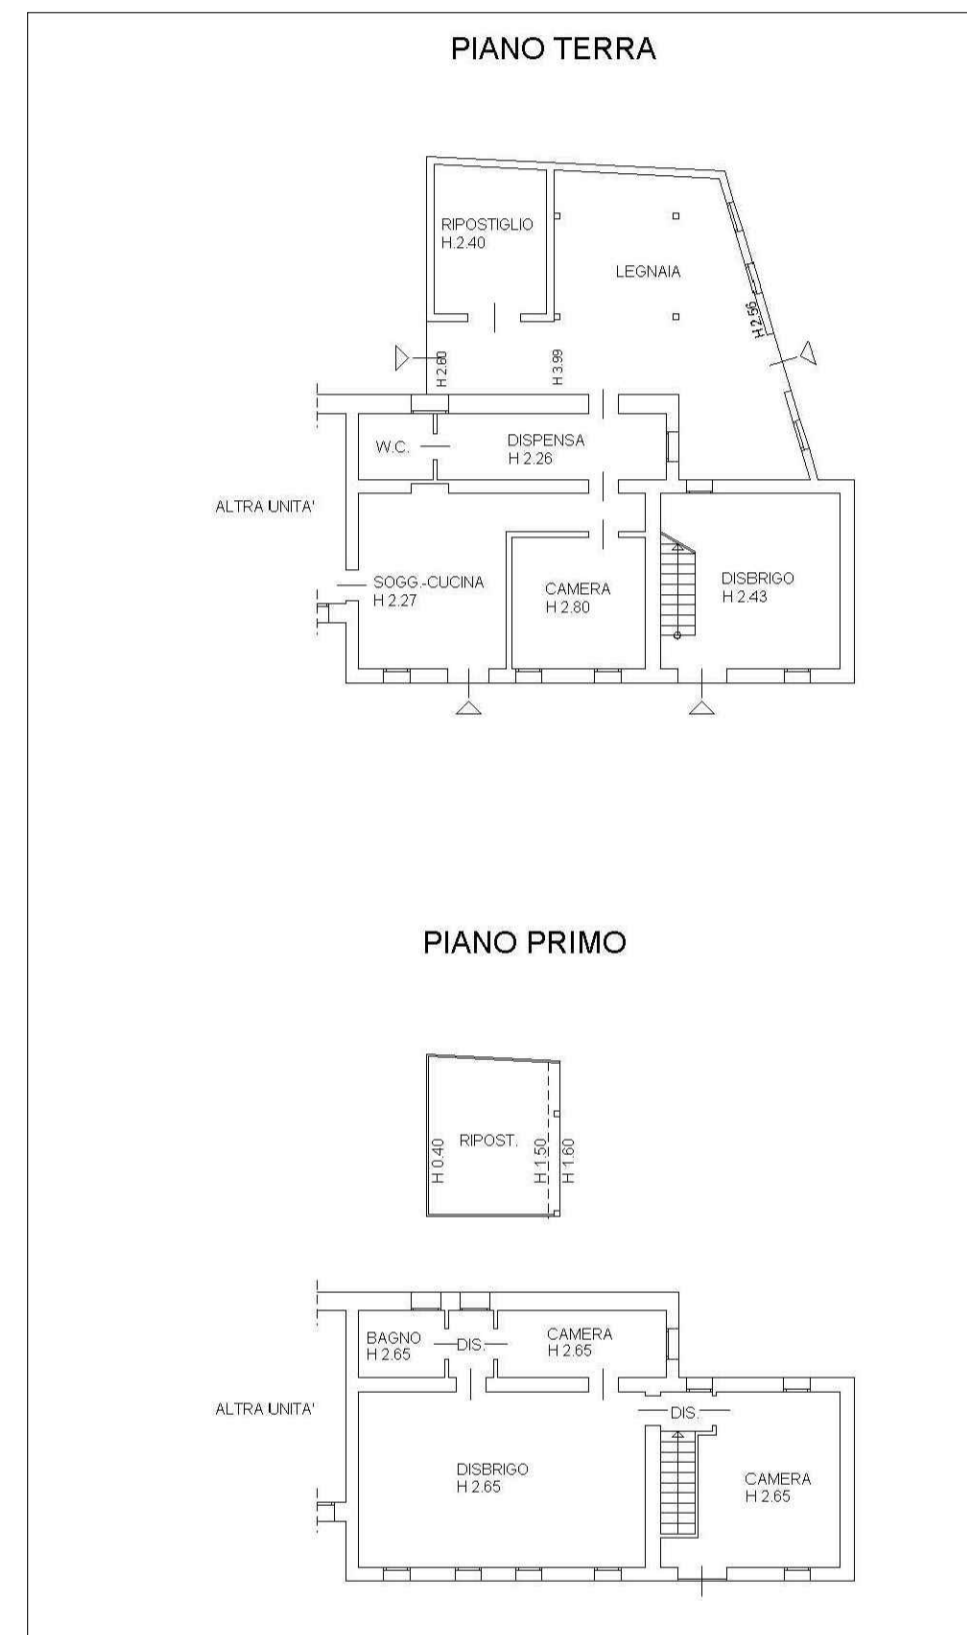 PIANO TERRA
RIPOSTIGLIO
H.2.40
LEGNAIA
H 2.56
H 2.80
H 3.99
W.C.
DISPENSA
H 2.26
ALTRA UNITA'
SOGG.-CUCINA
H 2.27
CAMERA
H 2.80
DISBRIGO
H 2.43
PIANO PRIMO
RIPOST.
H 0.40
H 1.50
H 1.60
BAGNO
H 2.65
DIS.
CAMERA
H 2.65
ALTRA UNITA'
DIS.
DISBRIGO
H 2.65
CAMERA
H 2.65